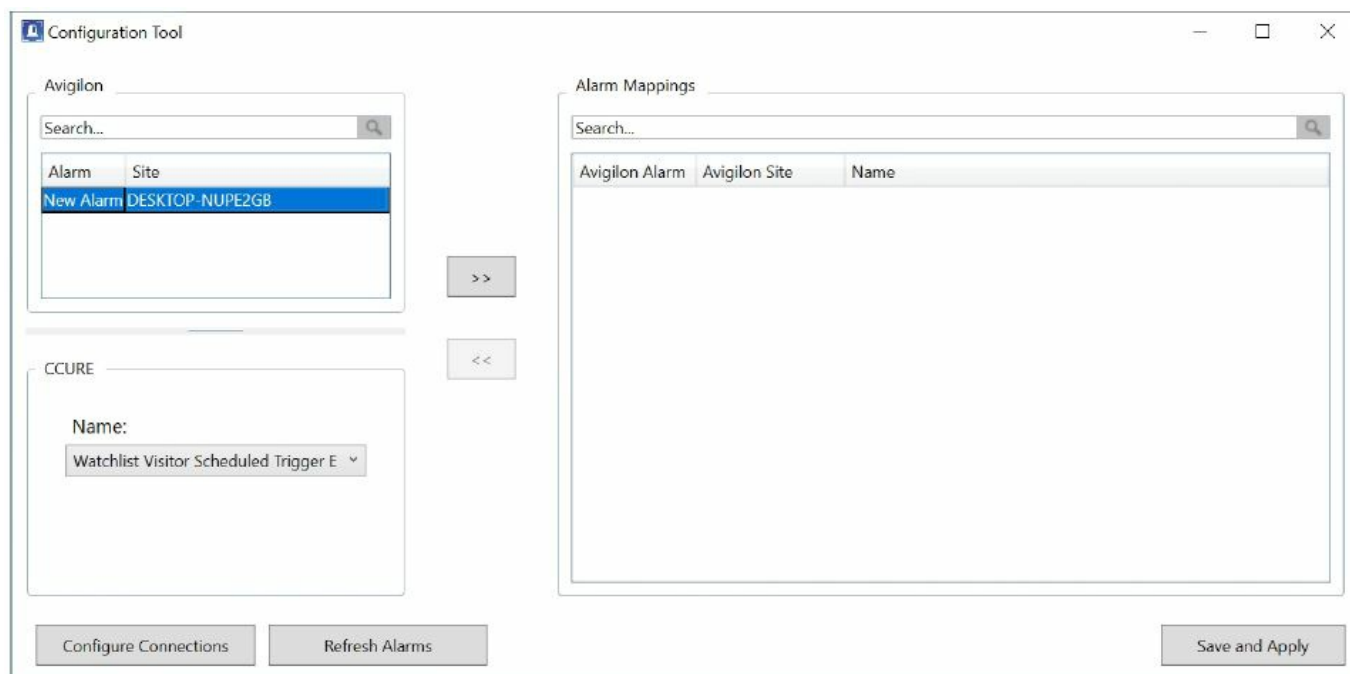 Configuration Tool
Avigilon
Search...
Alarm Site
New Alarm DESKTOP-NUPE2GB
>>
<<
CCURE
Name:
Watchlist Visitor Scheduled Trigger E
Configure Connections Refresh Alarms
Alarm Mappings
Search...
Avigilon Alarm Avigilon Site Name
Save and Apply